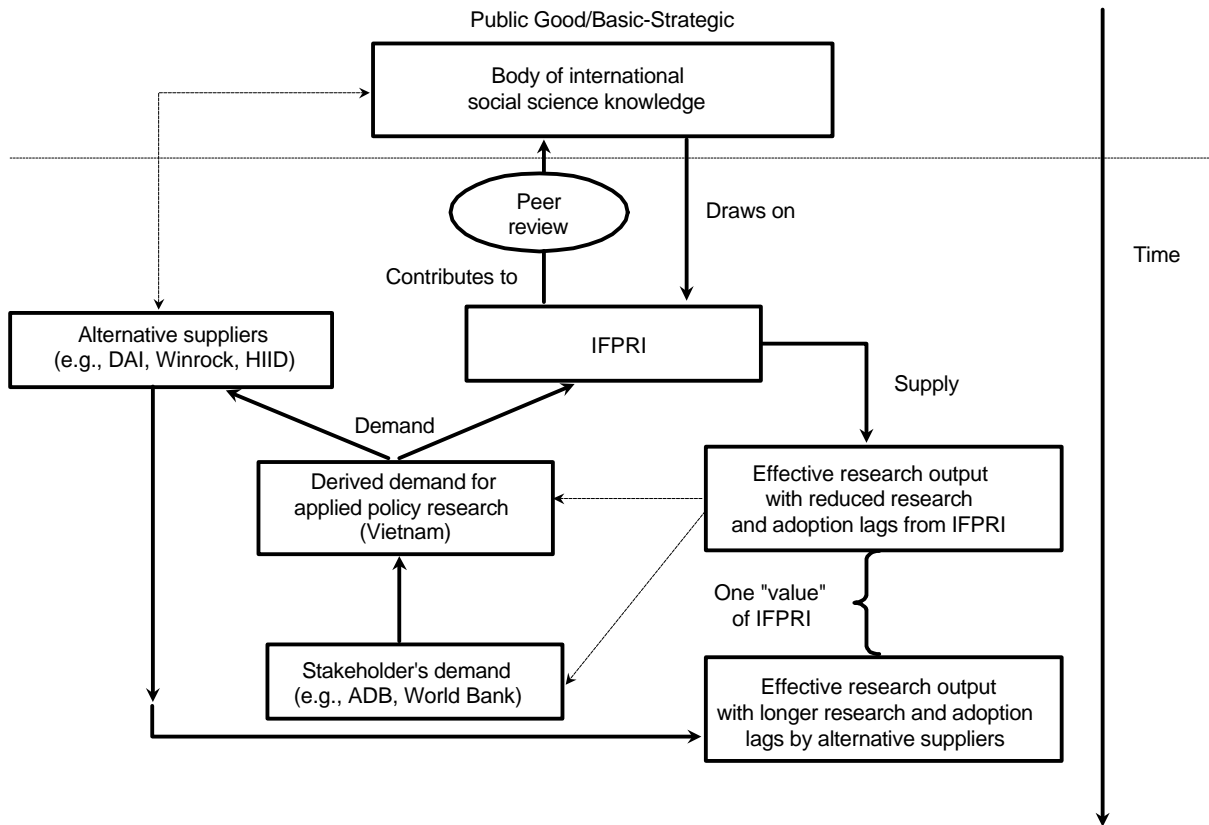 Public Good/Basic-Strategic
Body of international
social science knowledge
Peer
review
Draws on
Time
Contributes to
Alternative suppliers
(e.g., DAI, Winrock, HIID)
IFPRI
Supply
Demand
Derived demand for
applied policy research
(Vietnam)
Effective research output
with reduced research
and adoption lags from IFPRI
One "value"
of IFPRI
Stakeholder's demand
(e.g., ADB, World Bank)
Effective research output
with longer research and adoption
lags by alternative suppliers